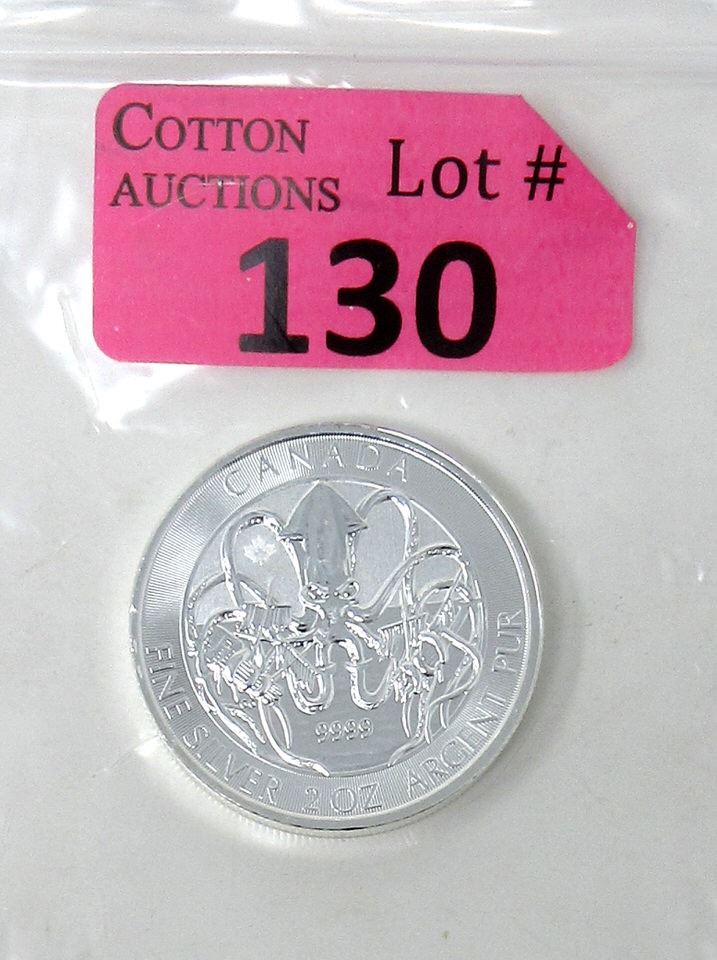 COTTON
AUCTIONS
Lot #
130
CANADA
9999
FINE SILVER 2 OZ ARGENT PUR